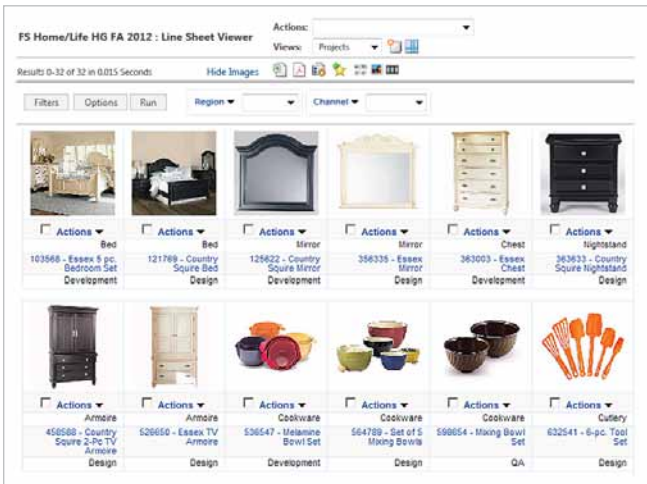 FS Home/Life HG FA 2012 : Line Sheet Viewer
Actions:
Views: Projects
Results 0-32 of 32 in 0.015 Seconds
Hide Images
Filters Options Run Region Channel
Actions Actions Actions Actions Actions Actions
Bed Bed Mirror Mirror Chest Nightstand
103568 - Essex 5 pc. 121769 - Country 125622 - Country 356335 - Essex 363003 - Essex 363633 - Country
Bedroom Set Squire Bed Squire Mirror Mirror Chest Squire Nightstand
Development Design Development Design Development Design
Actions Actions Actions Actions Actions Actions
Armoire Armoire Cookware Cookware Cookware Cutlery
458588 - Country 526650 - Essex TV 536547 - Melamine 564789 - Set of 5 598654 - Mixing Bowl 632541 - 6-pc. Tool
Squire 2-Pc TV Armoire Bowl Set Mixing Bowls Set Set
Armoire
Design Design Development Design QA Design